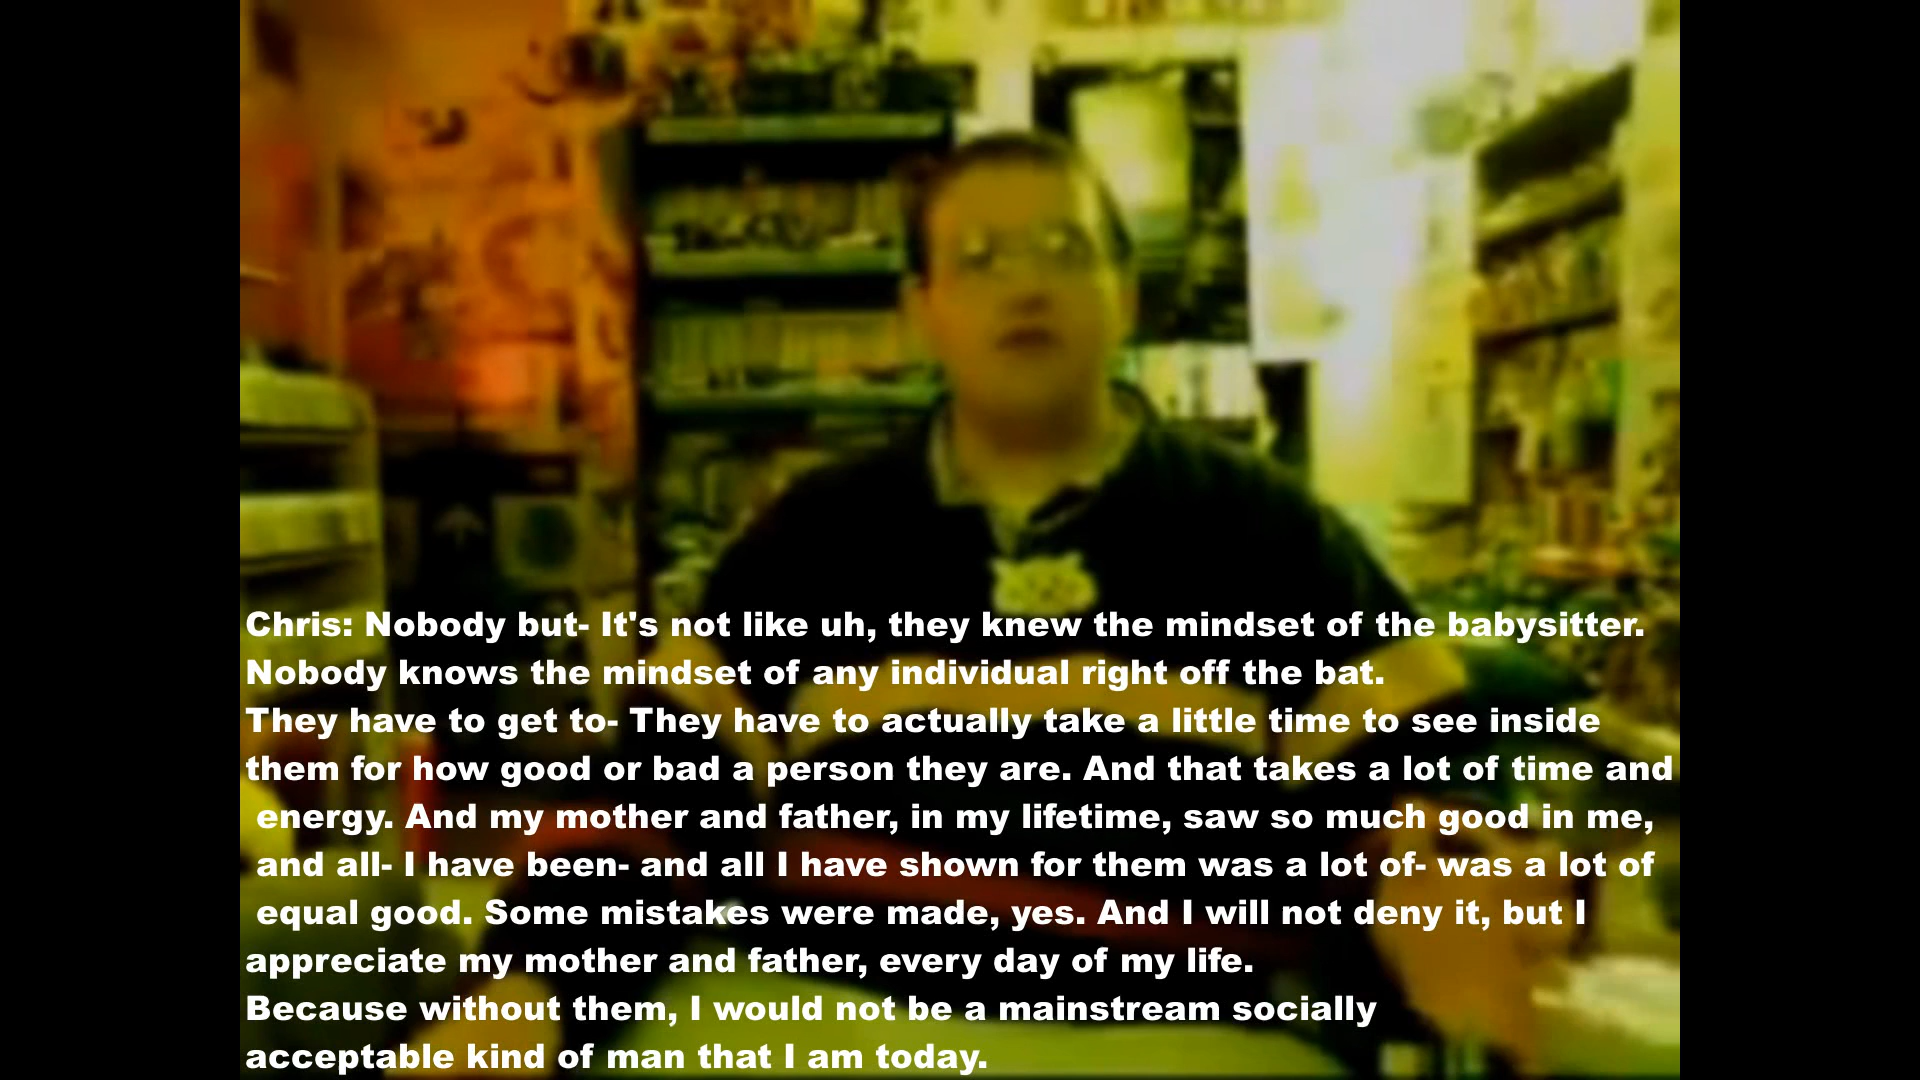 Chris: Nobody but- It's not like uh, they knew the mindset of the babysitter.
Nobody knows the mindset of any individual right off the bat.
They have to get to- They have to actually take a little time to see inside
them for how good or bad a person they are. And that takes a lot of time and
energy. And my mother and father, in my lifetime, saw so much good in me,
and all- I have been- and all I have shown for them was a lot of- was a lot of
equal good. Some mistakes were made, yes. And I will not deny it, but I
appreciate my mother and father, every day of my life.
Because without them, I would not be a mainstream socially
acceptable kind of man that I am today.